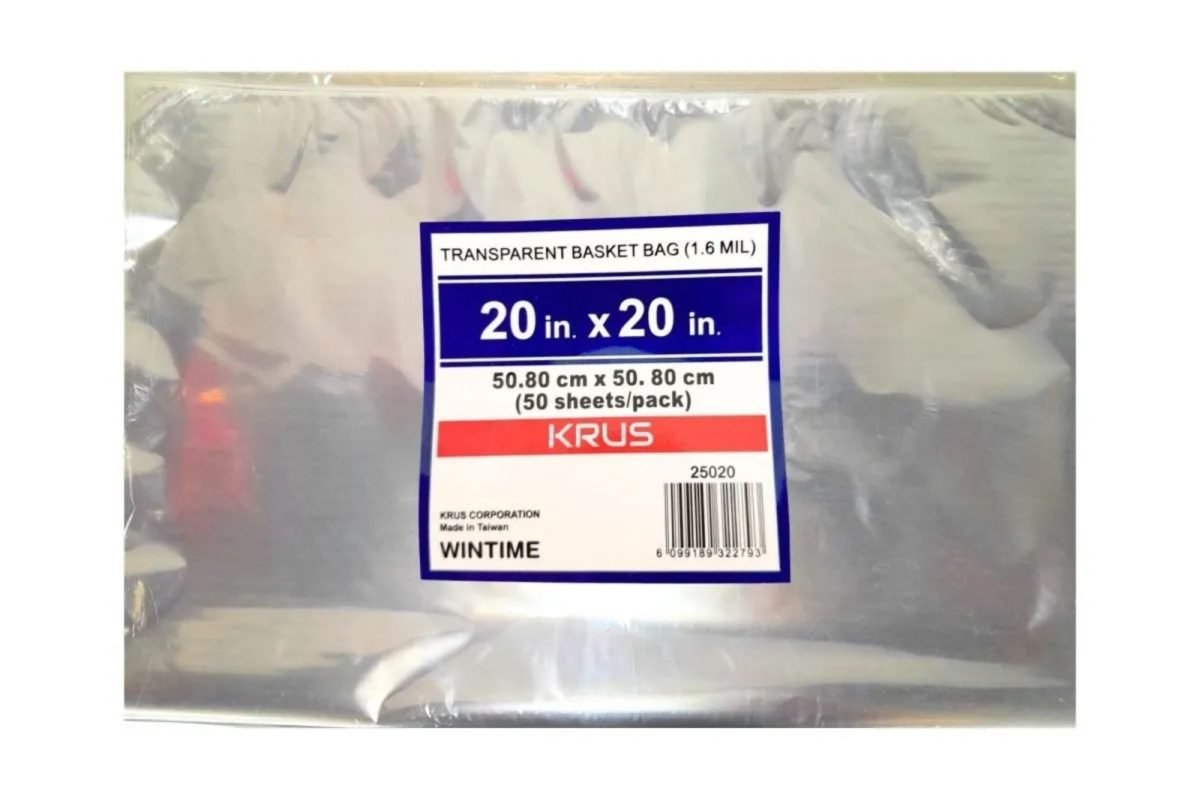 TRANSPARENT BASKET BAG (1.6 MIL)
20 in. x 20 in.
50.80 cm x 50. 80 cm
(50 sheets/pack)
KRUS
25020
KRUS CORPORATION
Made in Taiwan
WINTIME
6 099189 322793